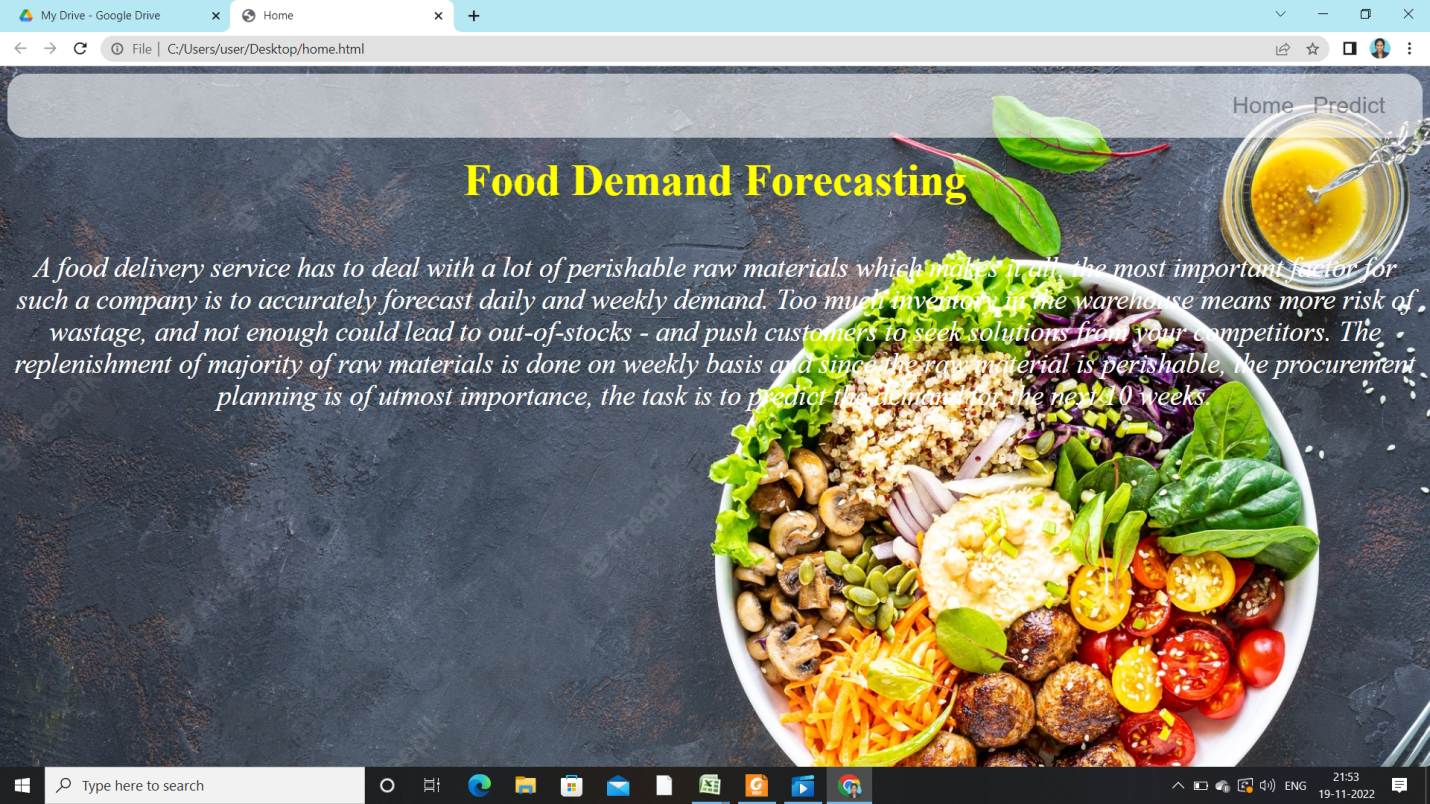 My Drive - Google Drive
Home
File | C:/Users/user/Desktop/home.html
Home Predict
Food Demand Forecasting
A food delivery service has to deal with a lot of perishable raw materials which makes it all, the most important factor for
such a company is to accurately forecast daily and weekly demand. Too much inventory in the warehouse means more risk of
wastage, and not enough could lead to out-of-stocks - and push customers to seek solutions from your competitors. The
replenishment of majority of raw materials is done on weekly basis and since the raw material is perishable, the procurement
planning is of utmost importance, the task is to predict the demand for the next 10 weeks.
Type here to search
ENG
21:53
19-11-2022